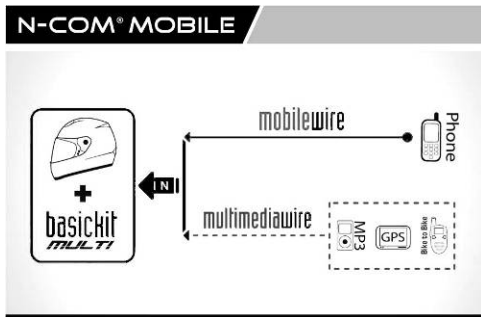 N-COM® MOBILE
mobilewire
Phone
IN
+
basickit
MULTI
multimediawire
MP3
GPS
Bike to Bike